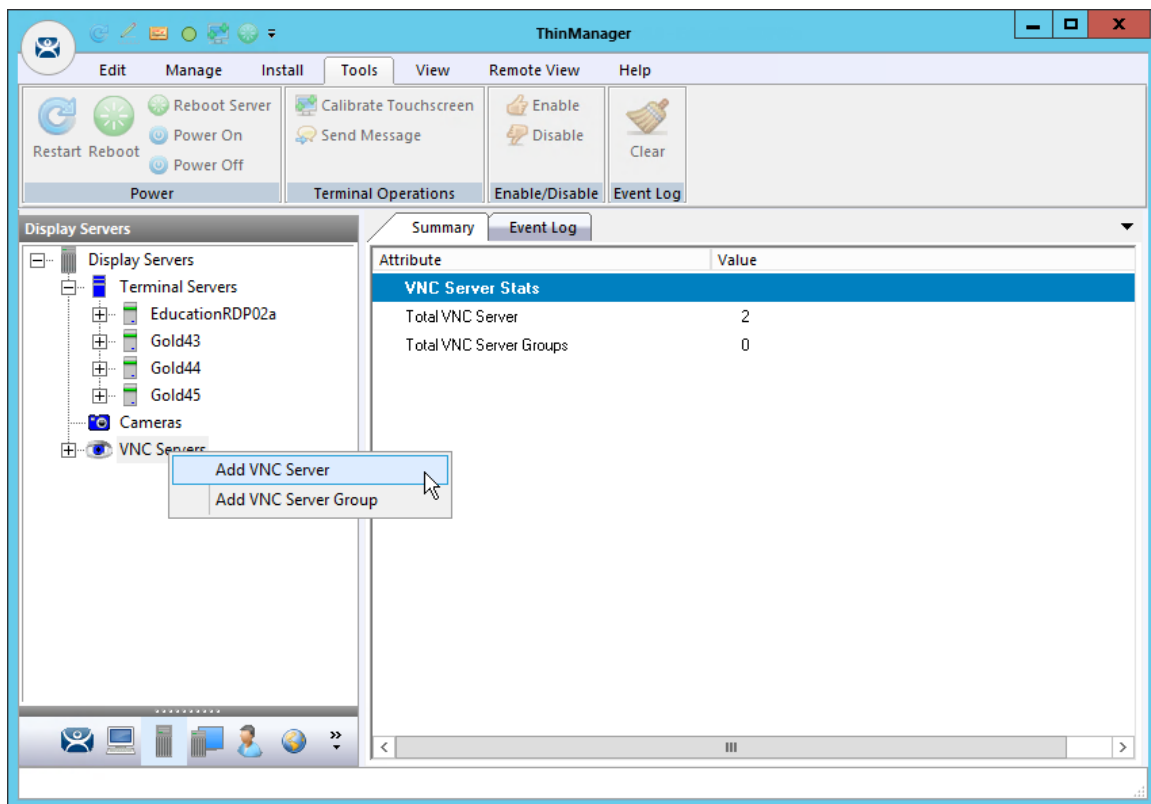 ThinManager
Edit Manage Install Tools View Remote View Help
Restart Reboot
Reboot Server
Power On
Power Off
Power
Calibrate Touchscreen
Send Message
Terminal Operations
Enable
Disable
Enable/Disable
Clear
Event Log
Display Servers
Display Servers
Terminal Servers
EducationRDP02a
Gold43
Gold44
Gold45
Cameras
VNC Servers
Add VNC Server
Add VNC Server Group
Summary Event Log
Attribute Value
VNC Server Stats
Total VNC Server 2
Total VNC Server Groups 0